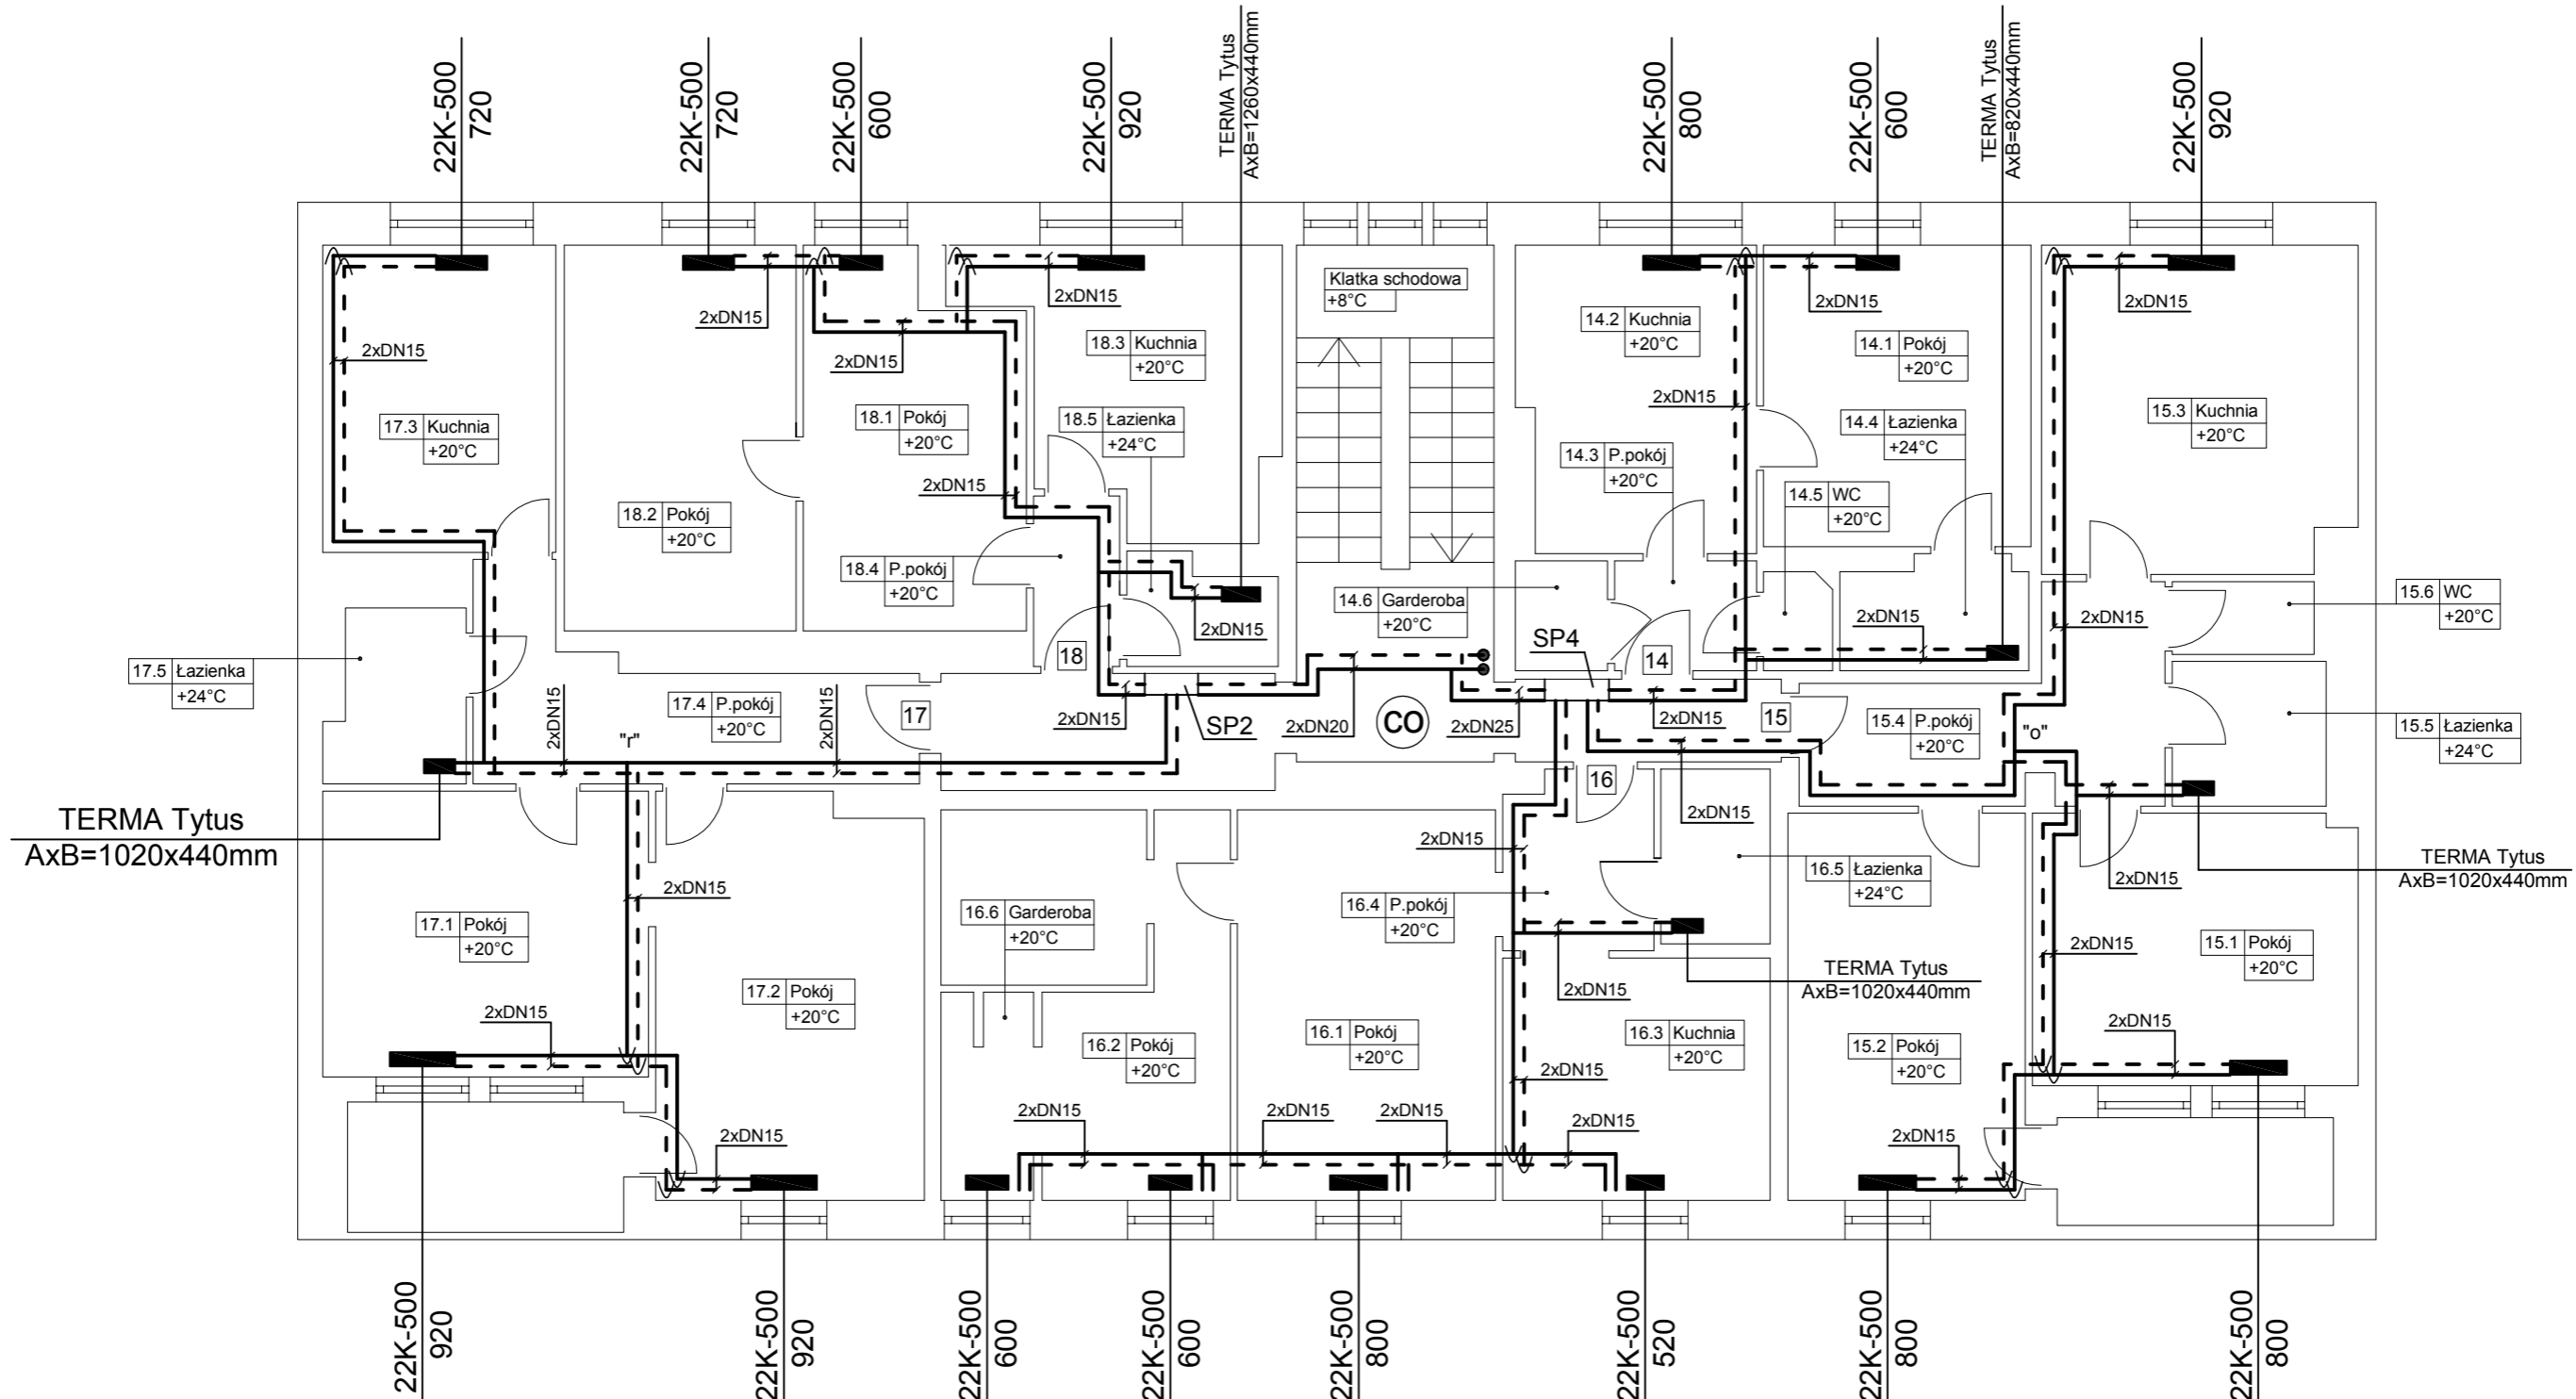 22K-500
720
22K-500
720
22K-500
600
22K-500
920
TERMA Tytus
AxB=1260x440mm
22K-500
800
22K-500
600
TERMA Tytus
AxB=820x440mm
22K-500
920
Klatka schodowa
+8°C
2xDN15
2xDN15
2xDN15
2xDN15
2xDN15
2xDN15
14.2 Kuchnia
+20°C
18.3 Kuchnia
+20°C
14.1 Pokój
+20°C
2xDN15
17.3 Kuchnia
+20°C
18.1 Pokój
+20°C
18.5 Łazienka
+24°C
14.4 Łazienka
+24°C
15.3 Kuchnia
+20°C
14.3 P.pokój
+20°C
2xDN15
14.5 WC
+20°C
18.2 Pokój
+20°C
18.4 P.pokój
+20°C
14.6 Garderoba
+20°C
15.6 WC
+20°C
2xDN15
2xDN15
2xDN15
SP4
18
14
17.5 Łazienka
+24°C
17.4 P.pokój
+20°C
2xDN15
2xDN15
"r"
17
2xDN15
SP2
2xDN20
CO
2xDN25
2xDN15
15
15.4 P.pokój
+20°C
"o"
15.5 Łazienka
+24°C
16
TERMA Tytus
AxB=1020x440mm
2xDN15
2xDN15
2xDN15
16.5 Łazienka
+24°C
2xDN15
TERMA Tytus
AxB=1020x440mm
17.1 Pokój
+20°C
16.6 Garderoba
+20°C
16.4 P.pokój
+20°C
2xDN15
15.1 Pokój
+20°C
TERMA Tytus
AxB=1020x440mm
17.2 Pokój
+20°C
2xDN15
2xDN15
16.2 Pokój
+20°C
16.1 Pokój
+20°C
16.3 Kuchnia
+20°C
15.2 Pokój
+20°C
2xDN15
2xDN15
2xDN15
2xDN15
2xDN15
2xDN15
2xDN15
2xDN15
22K-500
920
22K-500
920
22K-500
600
22K-500
600
22K-500
800
22K-500
520
22K-500
800
22K-500
800